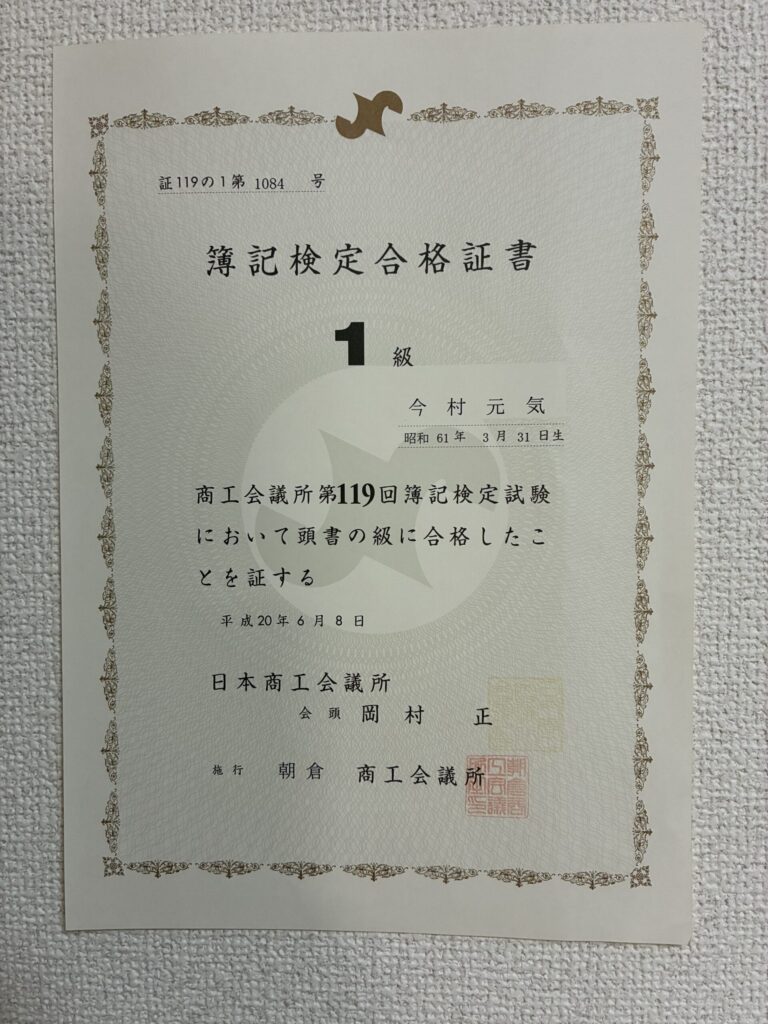 証119の1第 1084 号
簿記検定合格証書
1 級
今村元気
昭和 61 年 3 月 31 日生
商工会議所第119回簿記検定試験
において頭書の級に合格したこ
とを証する
平成20年6月8日
日本商工会議所
会頭 岡村 正
施行 朝倉 商工会議所